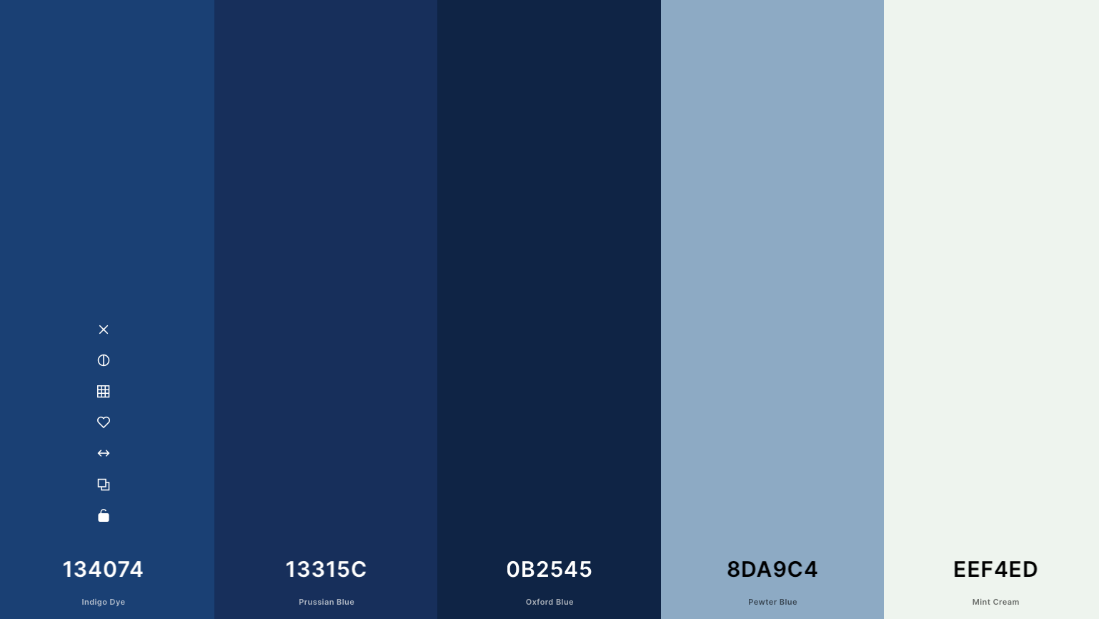 134074
Indigo Dye
13315C
Prussian Blue
0B2545
Oxford Blue
8DA9C4
Pewter Blue
EEF4ED
Mint Cream